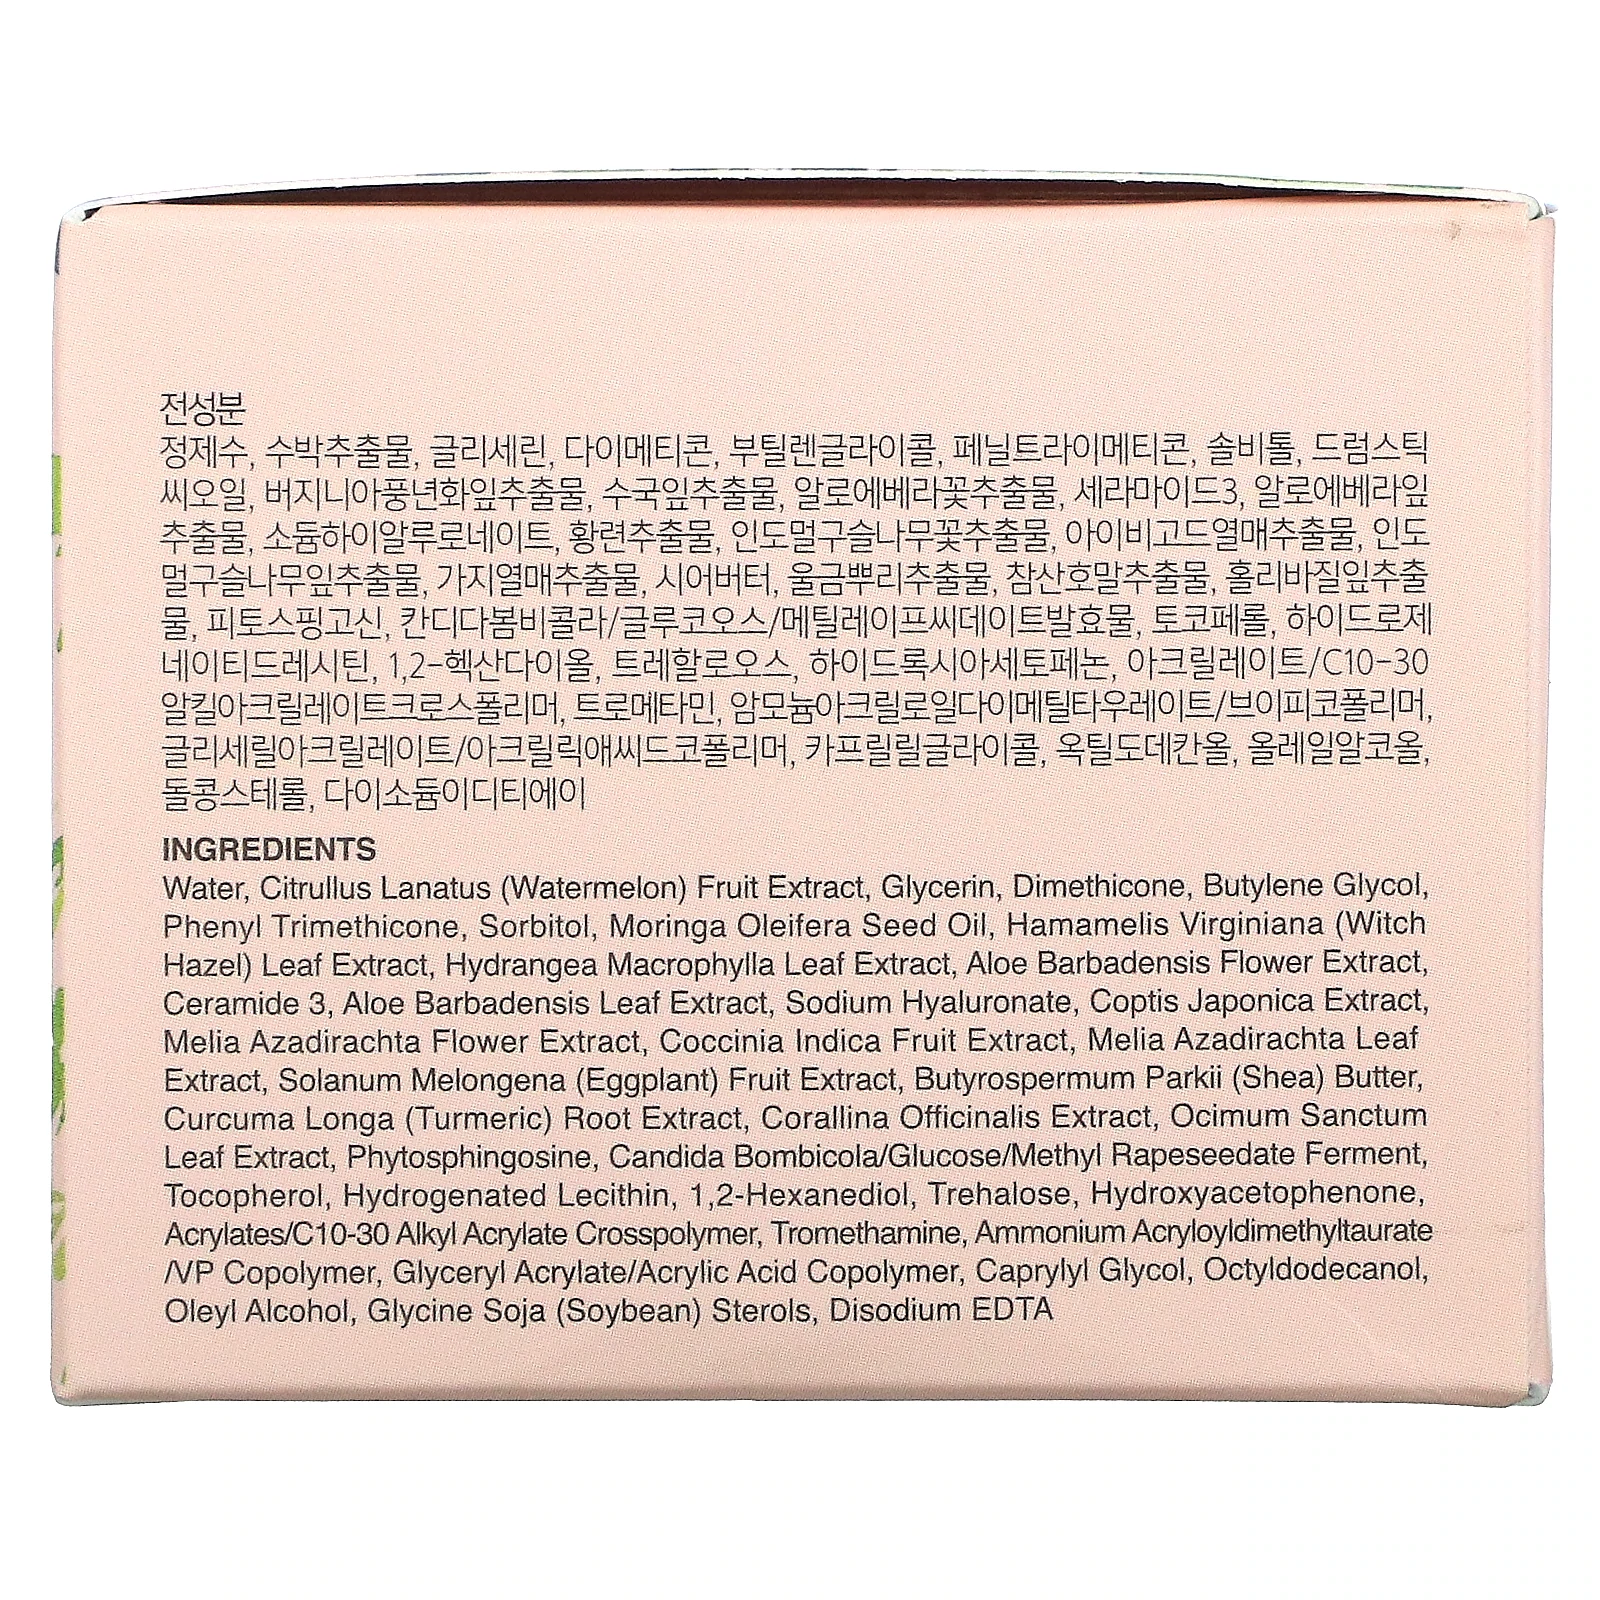 전성분
정제수, 수박추출물, 글리세린, 다이메티콘, 부틸렌글라이콜, 페닐트라이메티콘, 솔비톨, 드럼스틱
씨오일, 버지니아풍년화잎추출물, 수국잎추출물, 알로에베라꽃추출물, 세라마이드3, 알로에베라잎
추출물, 소듐하이알루로네이트, 황련추출물, 인도멀구슬나무꽃추출물, 아이비고드열매추출물, 인도
멀구슬나무잎추출물, 가지열매추출물, 시어버터, 울금뿌리추출물, 참산호말추출물, 홀리바질잎추출
물, 피토스핑고신, 칸디다봄비콜라/글루코오스/메틸레이프씨데이트발효물, 토코페롤, 하이드로제
네이티드레시틴, 1,2-헥산다이올, 트레할로오스, 하이드록시아세토페논, 아크릴레이트/C10-30
알킬아크릴레이트크로스폴리머, 트로메타민, 암모늄아크릴로일다이메틸타우레이트/브이피코폴리머,
글리세릴아크릴레이트/아크릴릭애씨드코폴리머, 카프릴릴글라이콜, 옥틸도데칸올, 올레일알코올,
돌콩스테롤, 다이소듐이디티에이
INGREDIENTS
Water, Citrullus Lanatus (Watermelon) Fruit Extract, Glycerin, Dimethicone, Butylene Glycol,
Phenyl Trimethicone, Sorbitol, Moringa Oleifera Seed Oil, Hamamelis Virginiana (Witch
Hazel) Leaf Extract, Hydrangea Macrophylla Leaf Extract, Aloe Barbadensis Flower Extract,
Ceramide 3, Aloe Barbadensis Leaf Extract, Sodium Hyaluronate, Coptis Japonica Extract,
Melia Azadirachta Flower Extract, Coccinia Indica Fruit Extract, Melia Azadirachta Leaf
Extract, Solanum Melongena (Eggplant) Fruit Extract, Butyrospermum Parkii (Shea) Butter,
Curcuma Longa (Turmeric) Root Extract, Corallina Officinalis Extract, Ocimum Sanctum
Leaf Extract, Phytosphingosine, Candida Bombicola/Glucose/Methyl Rapeseedate Ferment,
Tocopherol, Hydrogenated Lecithin, 1,2-Hexanediol, Trehalose, Hydroxyacetophenone,
Acrylates/C10-30 Alkyl Acrylate Crosspolymer, Tromethamine, Ammonium Acryloyldimethyltaurate
/VP Copolymer, Glyceryl Acrylate/Acrylic Acid Copolymer, Caprylyl Glycol, Octyldodecanol,
Oleyl Alcohol, Glycine Soja (Soybean) Sterols, Disodium EDTA